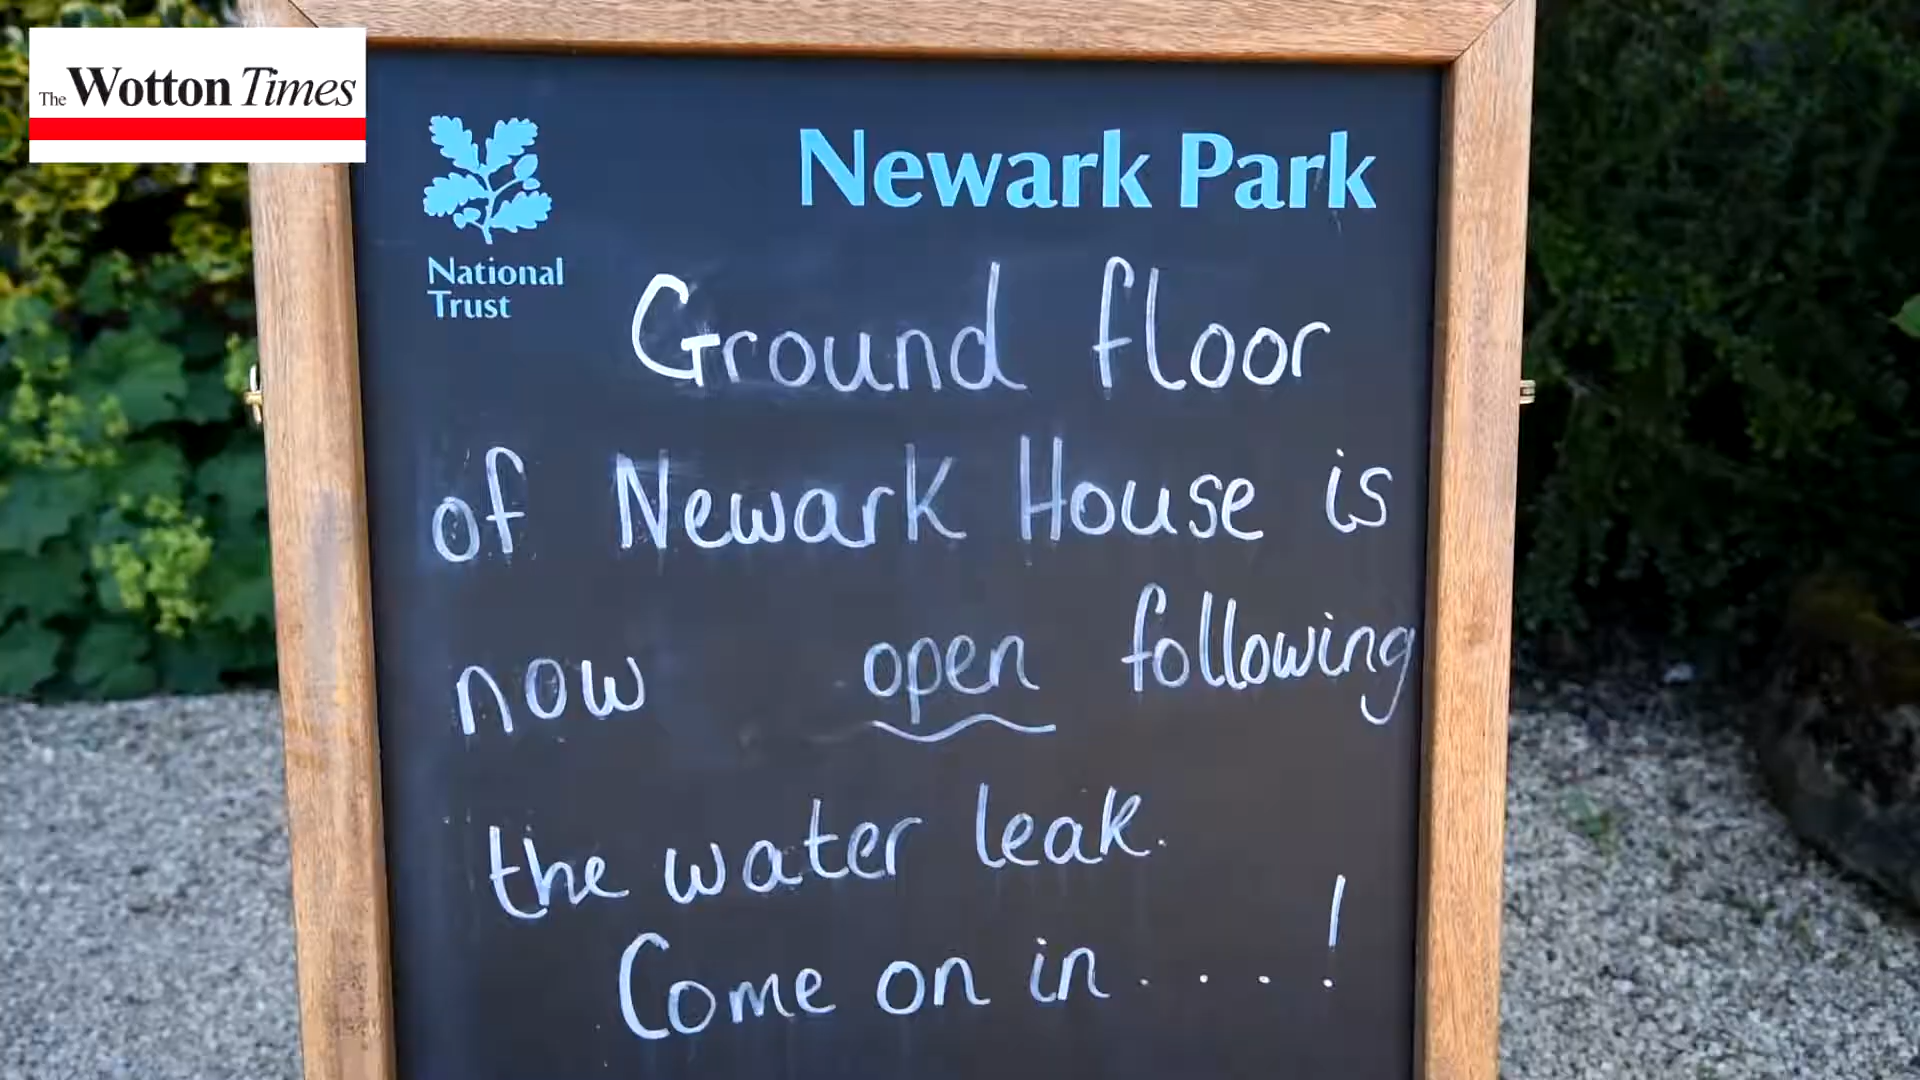 The Wotton Times
Newark Park
National
Trust
Ground floor
of Newark House is
now open following
the water leak.
Come on in....!